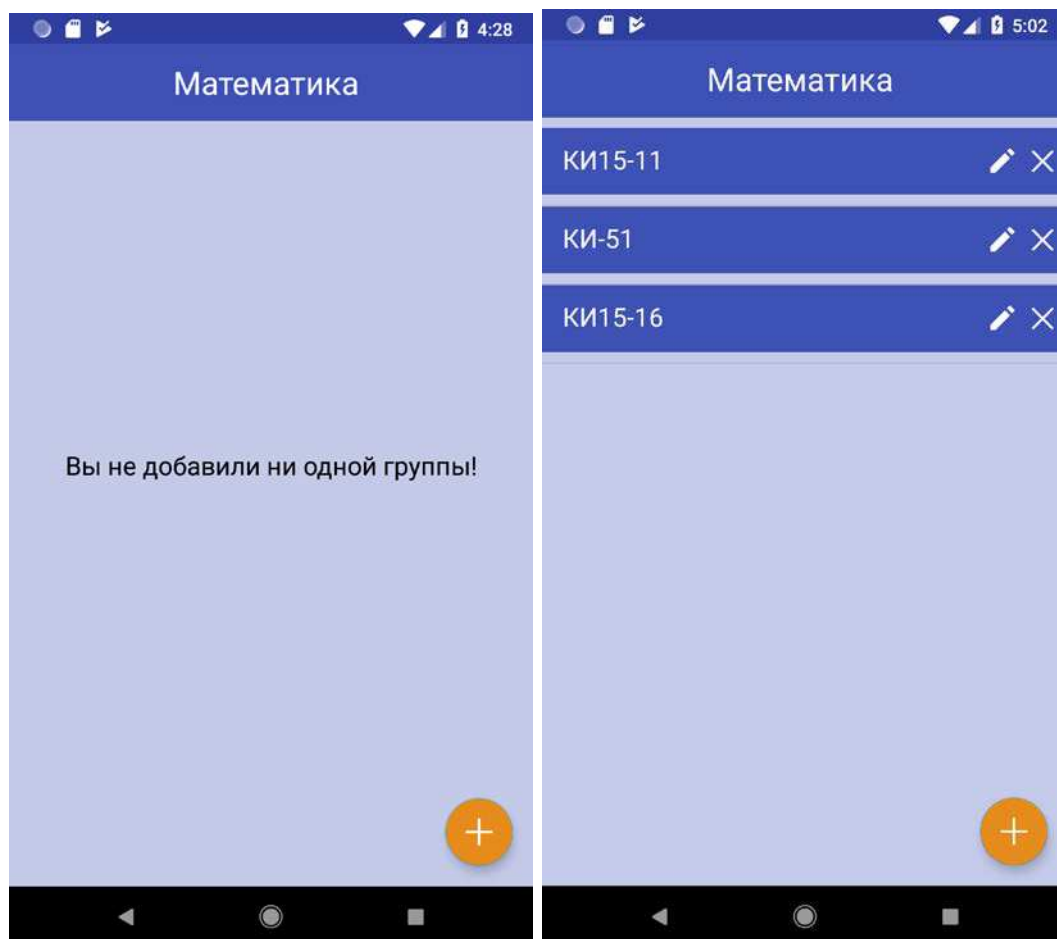 4:28
Математика
Вы не добавили ни одной группы!
5:02
Математика
КИ15-11
КИ-51
КИ15-16